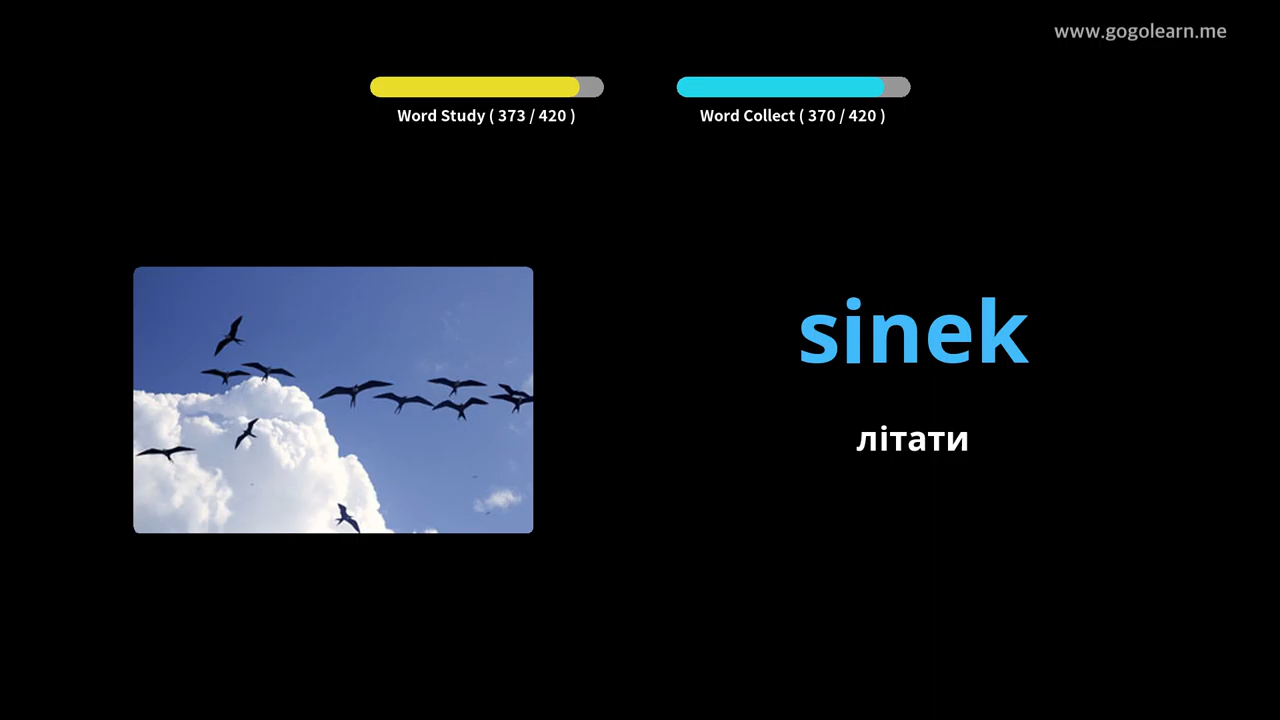 www.gogolearn.me
Word Study ( 373 / 420 )
Word Collect ( 370 / 420 )
sinek
літати